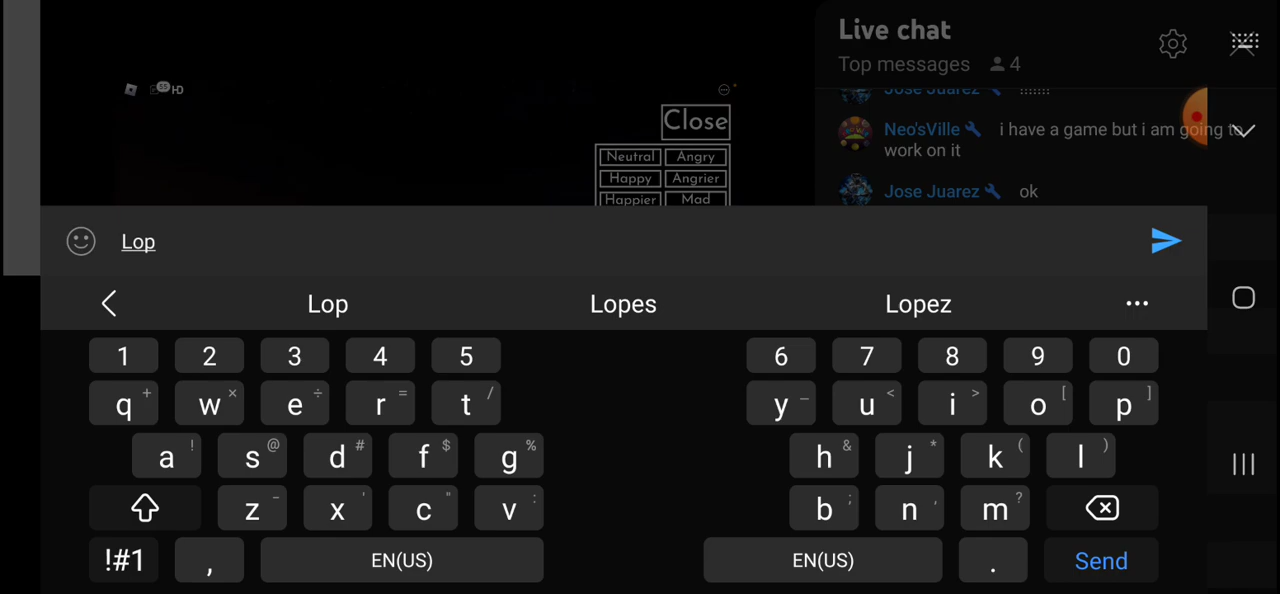 Live chat
Top messages 4
55 HD
Jose Juarez
Close
Neo'sVille i have a game but i am going to
work on it
Neutral Angry
Happy Angrier
Happier Mad
Jose Juarez ok
Lop
Lop Lopes Lopez ...
1 2 3 4 5 6 7 8 9 0
q + w × e ÷ r = t / y _ u < i > o [ p ]
a ! s @ d # f $ g % h & j * k ( l )
z - x ' c " v : b ; n , m ?
!#1 , EN(US) EN(US) . Send